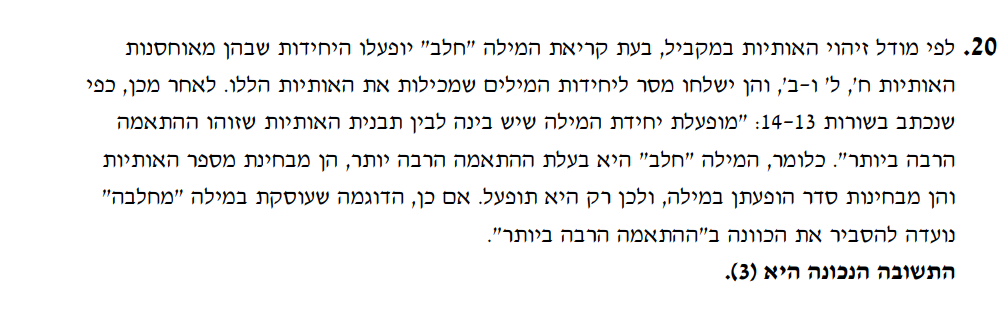 20. לפי מודל זיהוי האותיות במקביל, בעת קריאת המילה "חלב" יופעלו היחידות שבהן מאוחסנות
האותיות ח', ל' ו-ב', והן ישלחו מסר ליחידות המילים שמכילות את האותיות הללו. לאחר מכן, כפי
שנכתב בשורות 14-13: "מופעלת יחידת המילה שיש בינה לבין תבנית האותיות שזוהו ההתאמה
הרבה ביותר". כלומר, המילה "חלב" היא בעלת ההתאמה הרבה יותר, הן מבחינת מספר האותיות
והן מבחינות סדר הופעתן במילה, ולכן רק היא תופעל. אם כן, הדוגמה שעוסקת במילה "מחלבה"
נועדה להסביר את הכוונה ב"ההתאמה הרבה ביותר".
התשובה הנכונה היא (3).